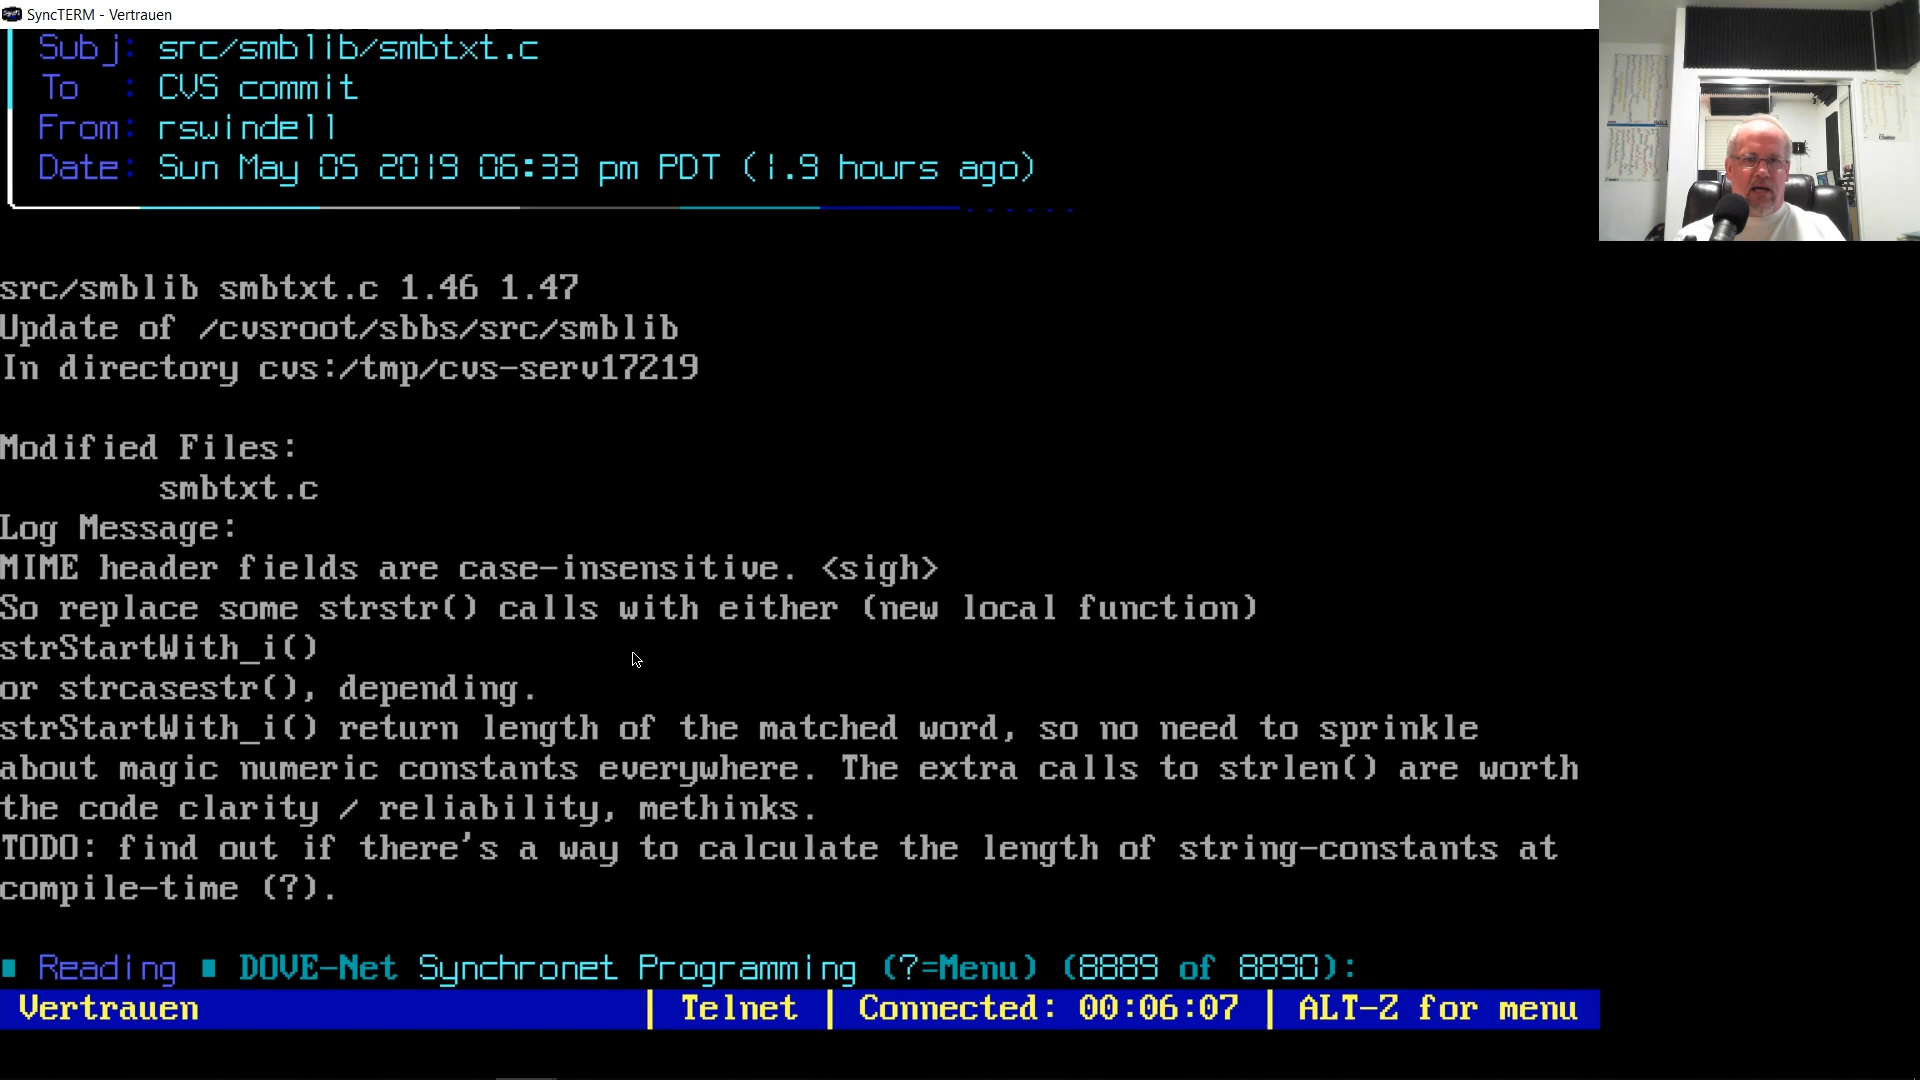 SyncTERM - Vertrauen
Subj: src/smblib/smbtxt.c
To  : CVS commit
From: rswindell
Date: Sun May 05 2019 06:33 pm PDT (1.9 hours ago)
src/smblib smbtxt.c 1.46 1.47
Update of /cvsroot/sbbs/src/smblib
In directory cvs:/tmp/cvs-serv17219
Modified Files:
smbtxt.c
Log Message:
MIME header fields are case-insensitive. <sigh>
So replace some strstr() calls with either (new local function)
strStartWith_i()
or strcasestr(), depending.
strStartWith_i() return length of the matched word, so no need to sprinkle
about magic numeric constants everywhere. The extra calls to strlen() are worth
the code clarity / reliability, methinks.
TODO: find out if there's a way to calculate the length of string-constants at
compile-time (?).
Reading DOVE-Net Synchronet Programming (?=Menu) (8889 of 8890):
Vertrauen | Telnet | Connected: 00:06:07 | ALT-Z for menu